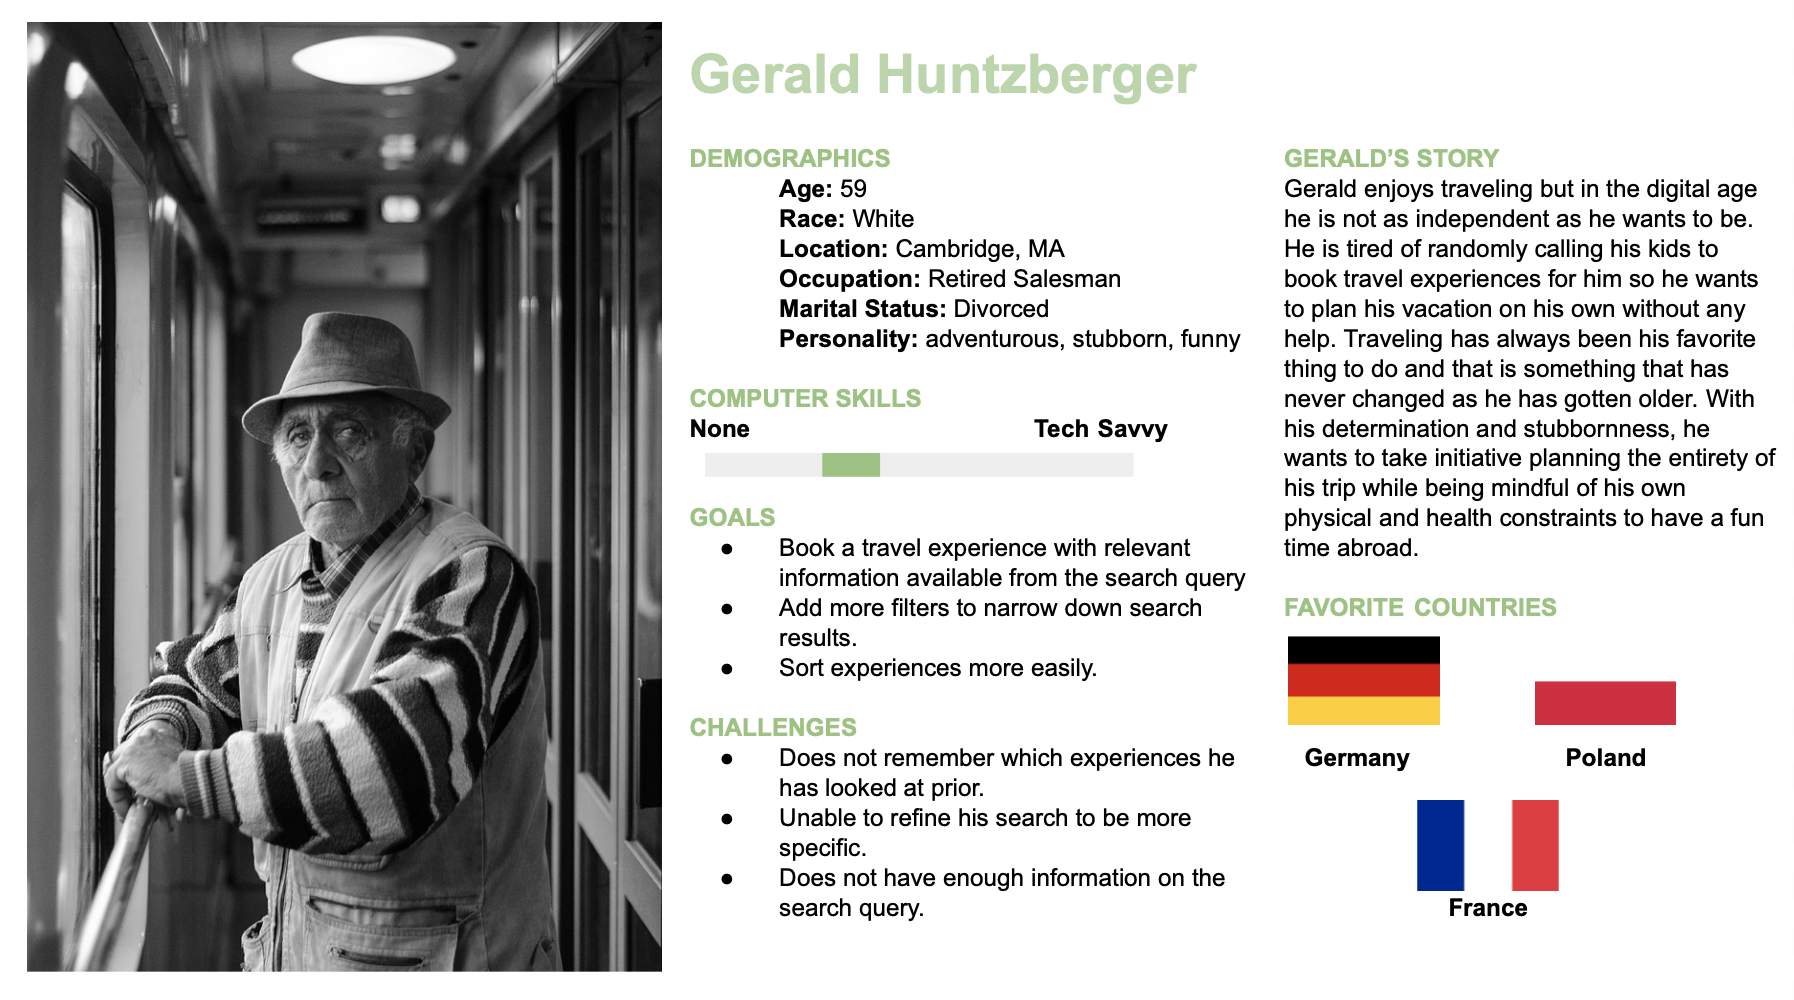 Gerald Huntzberger
DEMOGRAPHICS
Age: 59
Race: White
Location: Cambridge, MA
Occupation: Retired Salesman
Marital Status: Divorced
Personality: adventurous, stubborn, funny
COMPUTER SKILLS
None Tech Savvy
GOALS
● Book a travel experience with relevant
information available from the search query
● Add more filters to narrow down search
results.
● Sort experiences more easily.
CHALLENGES
● Does not remember which experiences he
has looked at prior.
● Unable to refine his search to be more
specific.
● Does not have enough information on the
search query.
GERALD’S STORY
Gerald enjoys traveling but in the digital age
he is not as independent as he wants to be.
He is tired of randomly calling his kids to
book travel experiences for him so he wants
to plan his vacation on his own without any
help. Traveling has always been his favorite
thing to do and that is something that has
never changed as he has gotten older. With
his determination and stubbornness, he
wants to take initiative planning the entirety of
his trip while being mindful of his own
physical and health constraints to have a fun
time abroad.
FAVORITE COUNTRIES
Germany Poland
France